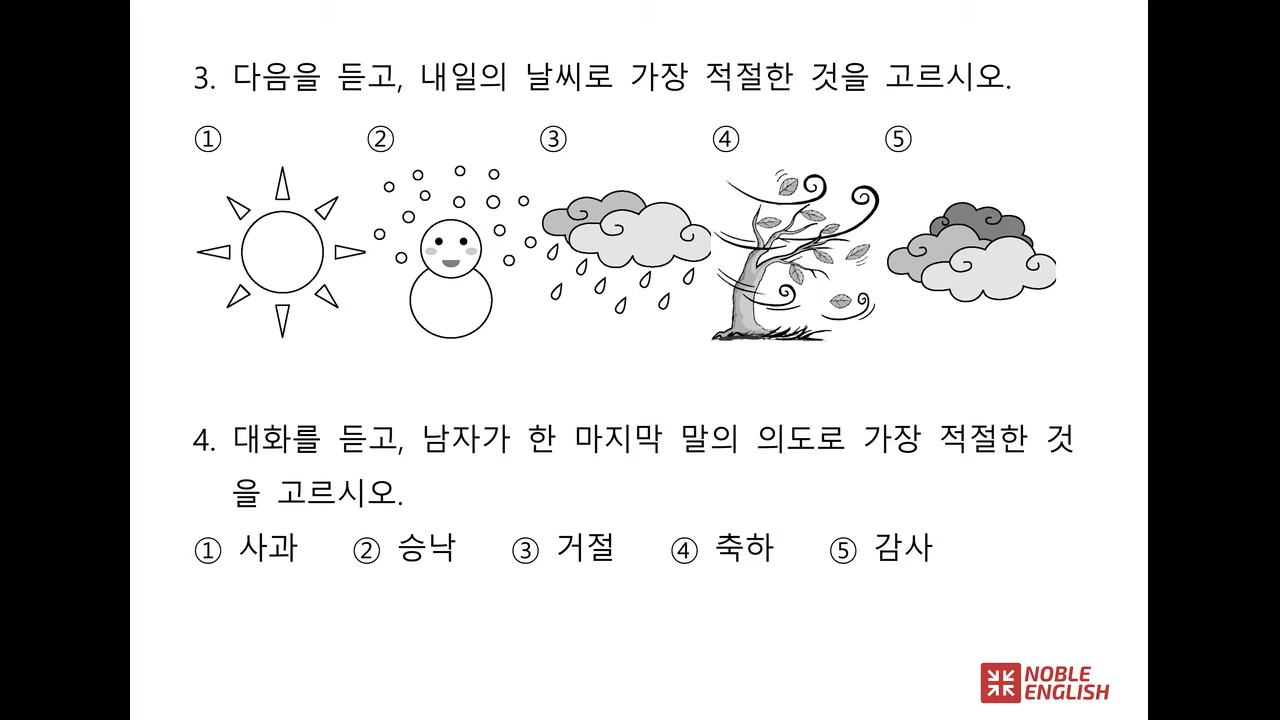 3. 다음을 듣고, 내일의 날씨로 가장 적절한 것을 고르시오.
① ② ③ ④ ⑤
4. 대화를 듣고, 남자가 한 마지막 말의 의도로 가장 적절한 것
을 고르시오.
① 사과 ② 승낙 ③ 거절 ④ 축하 ⑤ 감사
NOBLE
ENGLISH